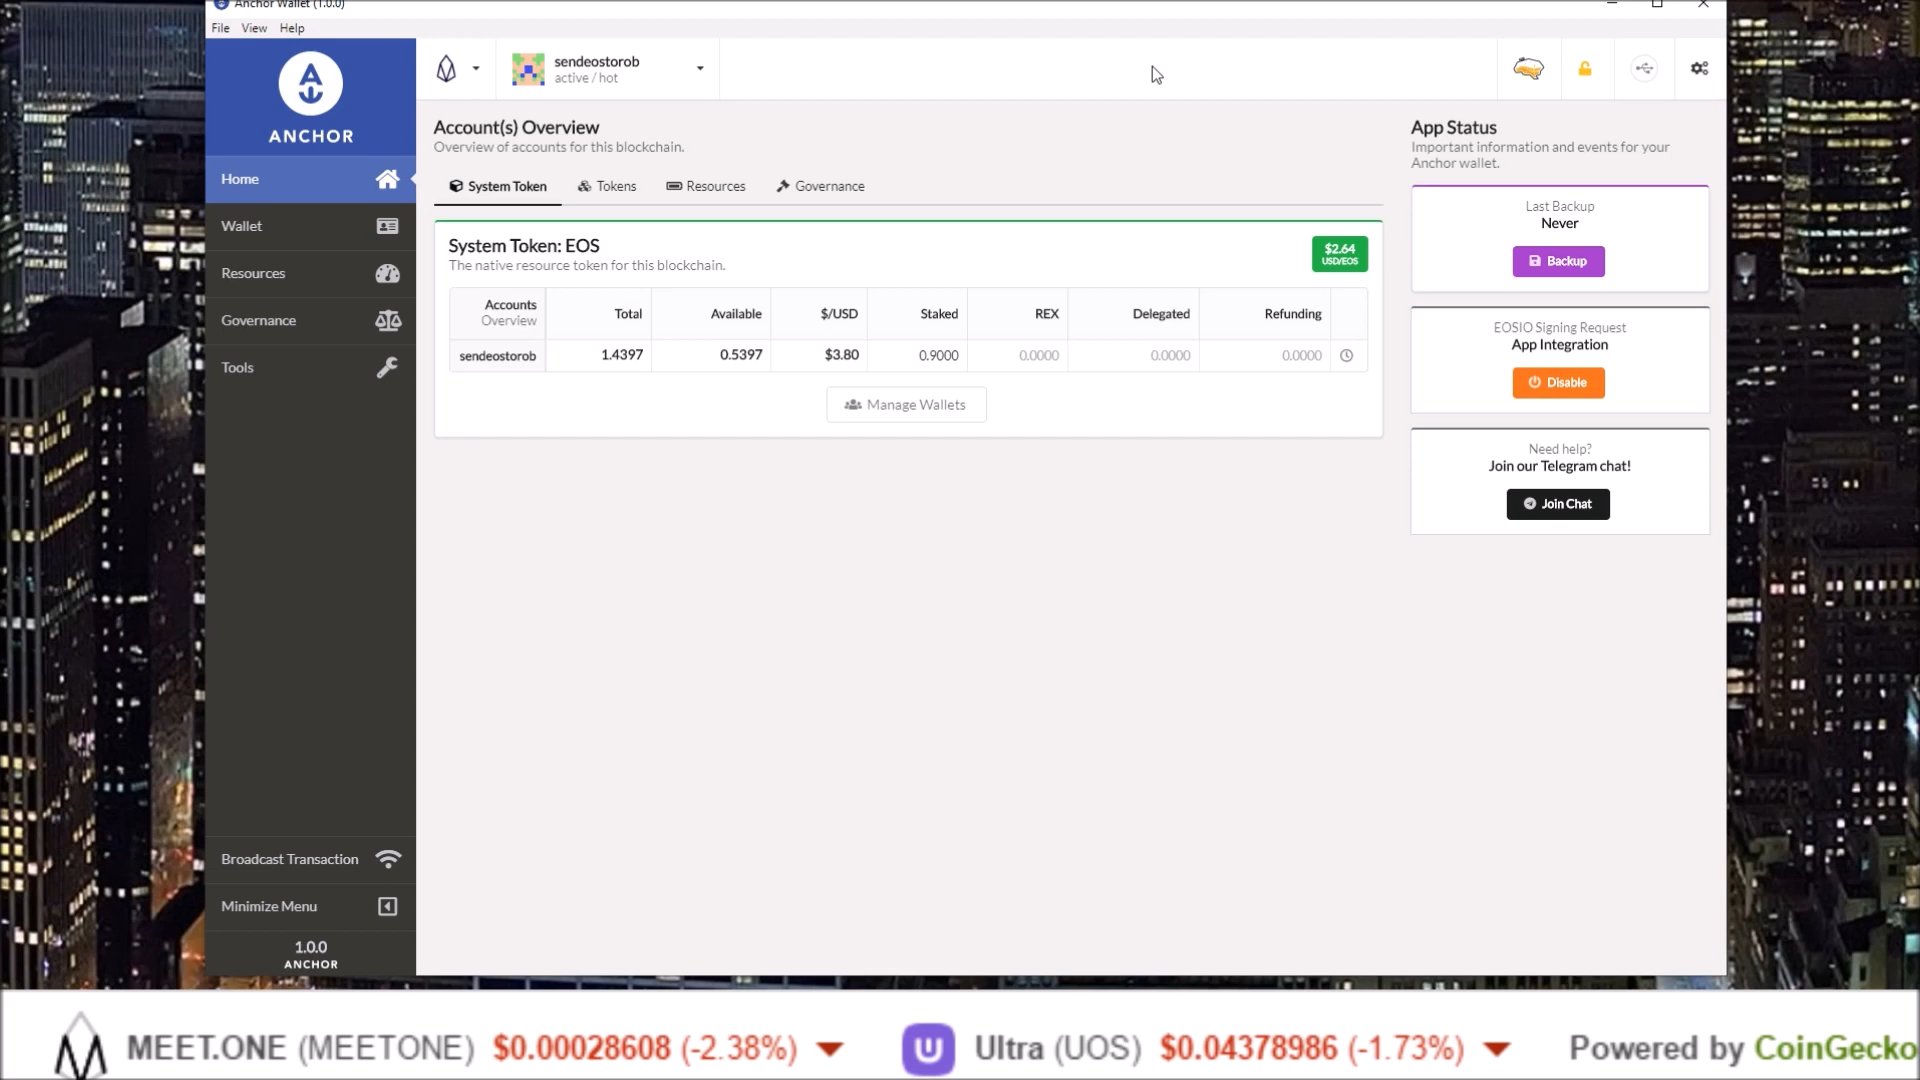 Anchor Wallet (1.0.0)
File View Help
ANCHOR
sendeostorob
active / hot
Home
Wallet
Resources
Governance
Tools
Broadcast Transaction
Minimize Menu
1.0.0
ANCHOR
Account(s) Overview
Overview of accounts for this blockchain.
System Token Tokens Resources Governance
System Token: EOS
The native resource token for this blockchain.
$2.64
USD/EOS
Accounts
Overview
Total Available $/USD Staked REX Delegated Refunding
sendeostorob 1.4397 0.5397 $3.80 0.9000 0.0000 0.0000 0.0000
Manage Wallets
App Status
Important information and events for your
Anchor wallet.
Last Backup
Never
Backup
EOSIO Signing Request
App Integration
Disable
Need help?
Join our Telegram chat!
Join Chat
MEET.ONE (MEETONE) $0.00028608 (-2.38%) Ultra (UOS) $0.04378986 (-1.73%) Powered by CoinGecko